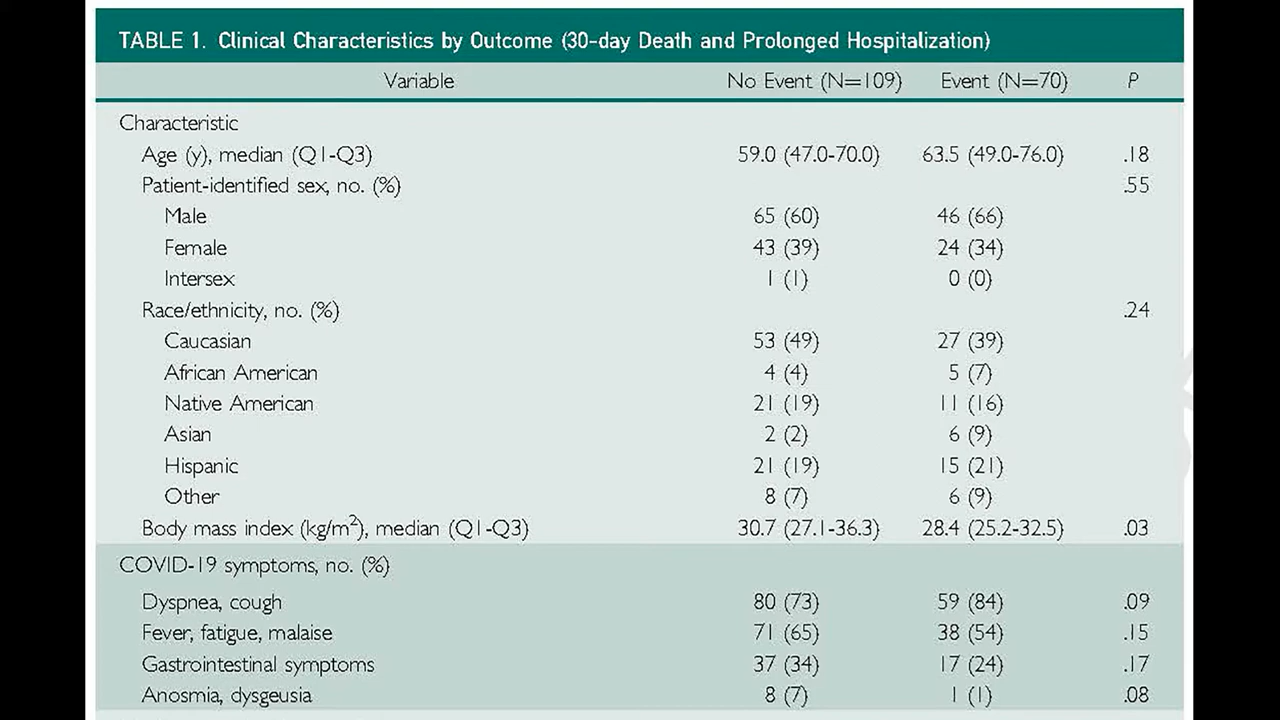 TABLE 1. Clinical Characteristics by Outcome (30-day Death and Prolonged Hospitalization)
Variable No Event (N=109) Event (N=70) P
Characteristic
Age (y), median (Q1-Q3) 59.0 (47.0-70.0) 63.5 (49.0-76.0) .18
Patient-identified sex, no. (%) .55
Male 65 (60) 46 (66)
Female 43 (39) 24 (34)
Intersex 1 (1) 0 (0)
Race/ethnicity, no. (%) .24
Caucasian 53 (49) 27 (39)
African American 4 (4) 5 (7)
Native American 21 (19) 11 (16)
Asian 2 (2) 6 (9)
Hispanic 21 (19) 15 (21)
Other 8 (7) 6 (9)
Body mass index (kg/m²), median (Q1-Q3) 30.7 (27.1-36.3) 28.4 (25.2-32.5) .03
COVID-19 symptoms, no. (%)
Dyspnea, cough 80 (73) 59 (84) .09
Fever, fatigue, malaise 71 (65) 38 (54) .15
Gastrointestinal symptoms 37 (34) 17 (24) .17
Anosmia, dysgeusia 8 (7) 1 (1) .08